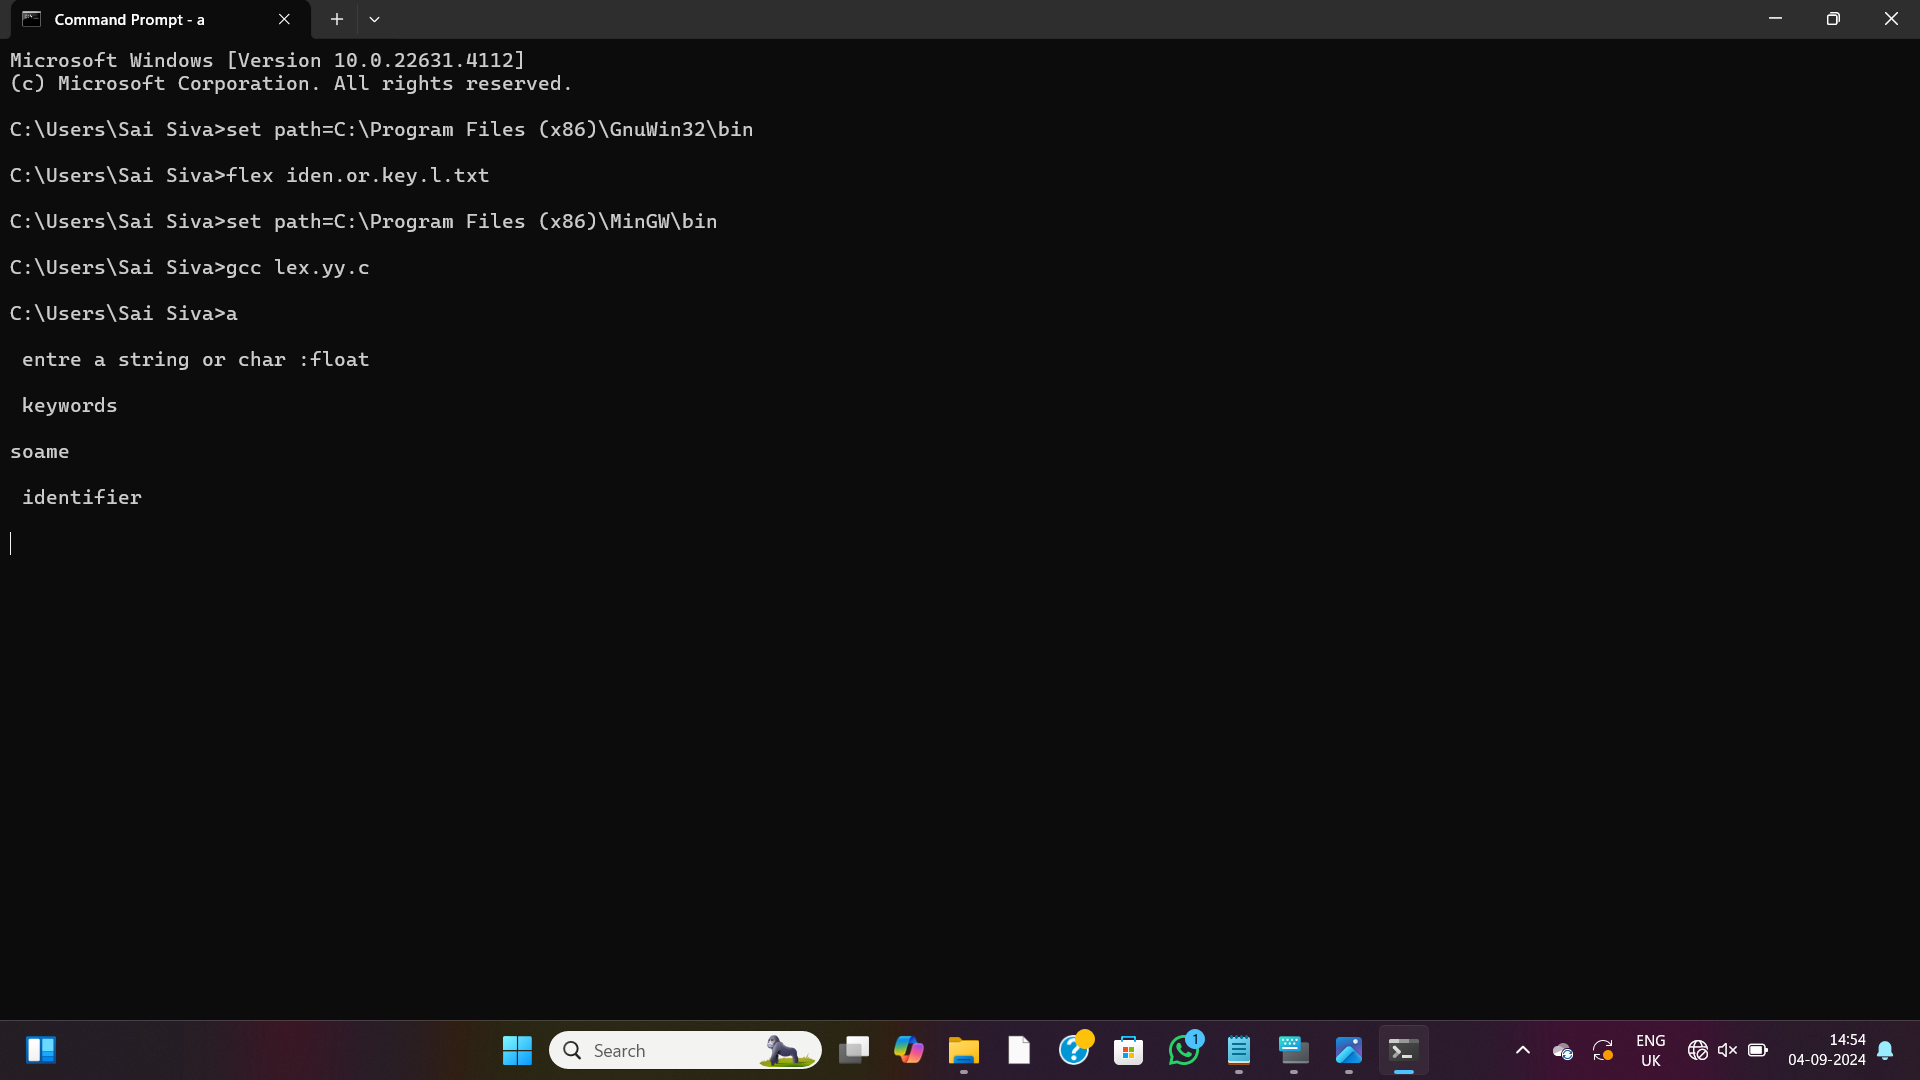 Command Prompt - a
Microsoft Windows [Version 10.0.22631.4112]
(c) Microsoft Corporation. All rights reserved.
C:\Users\Sai Siva>set path=C:\Program Files (x86)\GnuWin32\bin
C:\Users\Sai Siva>flex iden.or.key.l.txt
C:\Users\Sai Siva>set path=C:\Program Files (x86)\MinGW\bin
C:\Users\Sai Siva>gcc lex.yy.c
C:\Users\Sai Siva>a
entre a string or char :float
keywords
soame
identifier
Search
1
ENG
UK
14:54
04-09-2024